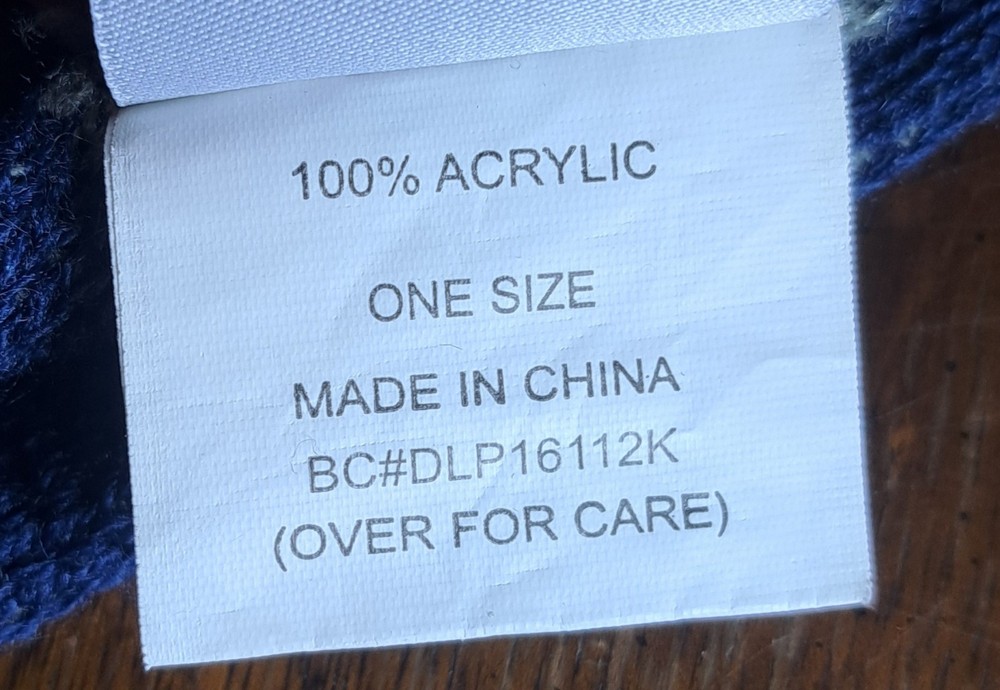 100% ACRYLIC
ONE SIZE
MADE IN CHINA
BC#DLP16112K
(OVER FOR CARE)